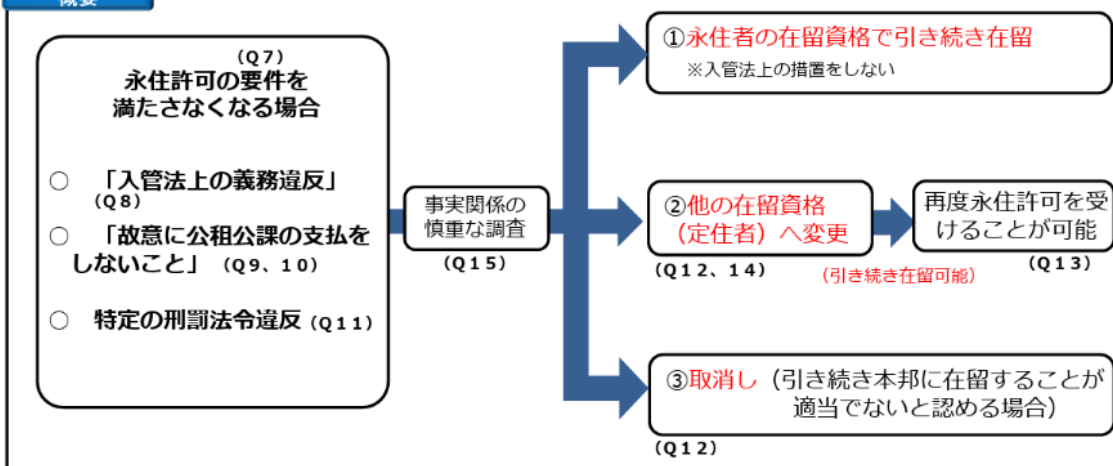 概要
(Q7)
永住許可の要件を
満たさなくなる場合
○ 「入管法上の義務違反」
(Q8)
○ 「故意に公租公課の支払を
しないこと」(Q9、10)
○ 特定の刑罰法令違反(Q11)
事実関係の
慎重な調査
(Q15)
①永住者の在留資格で引き続き在留
※入管法上の措置をしない
②他の在留資格
(定住者)へ変更
(Q12、14)
(引き続き在留可能)
再度永住許可を受
けることが可能
(Q13)
③取消し(引き続き本邦に在留することが
適当でないと認める場合)
(Q12)